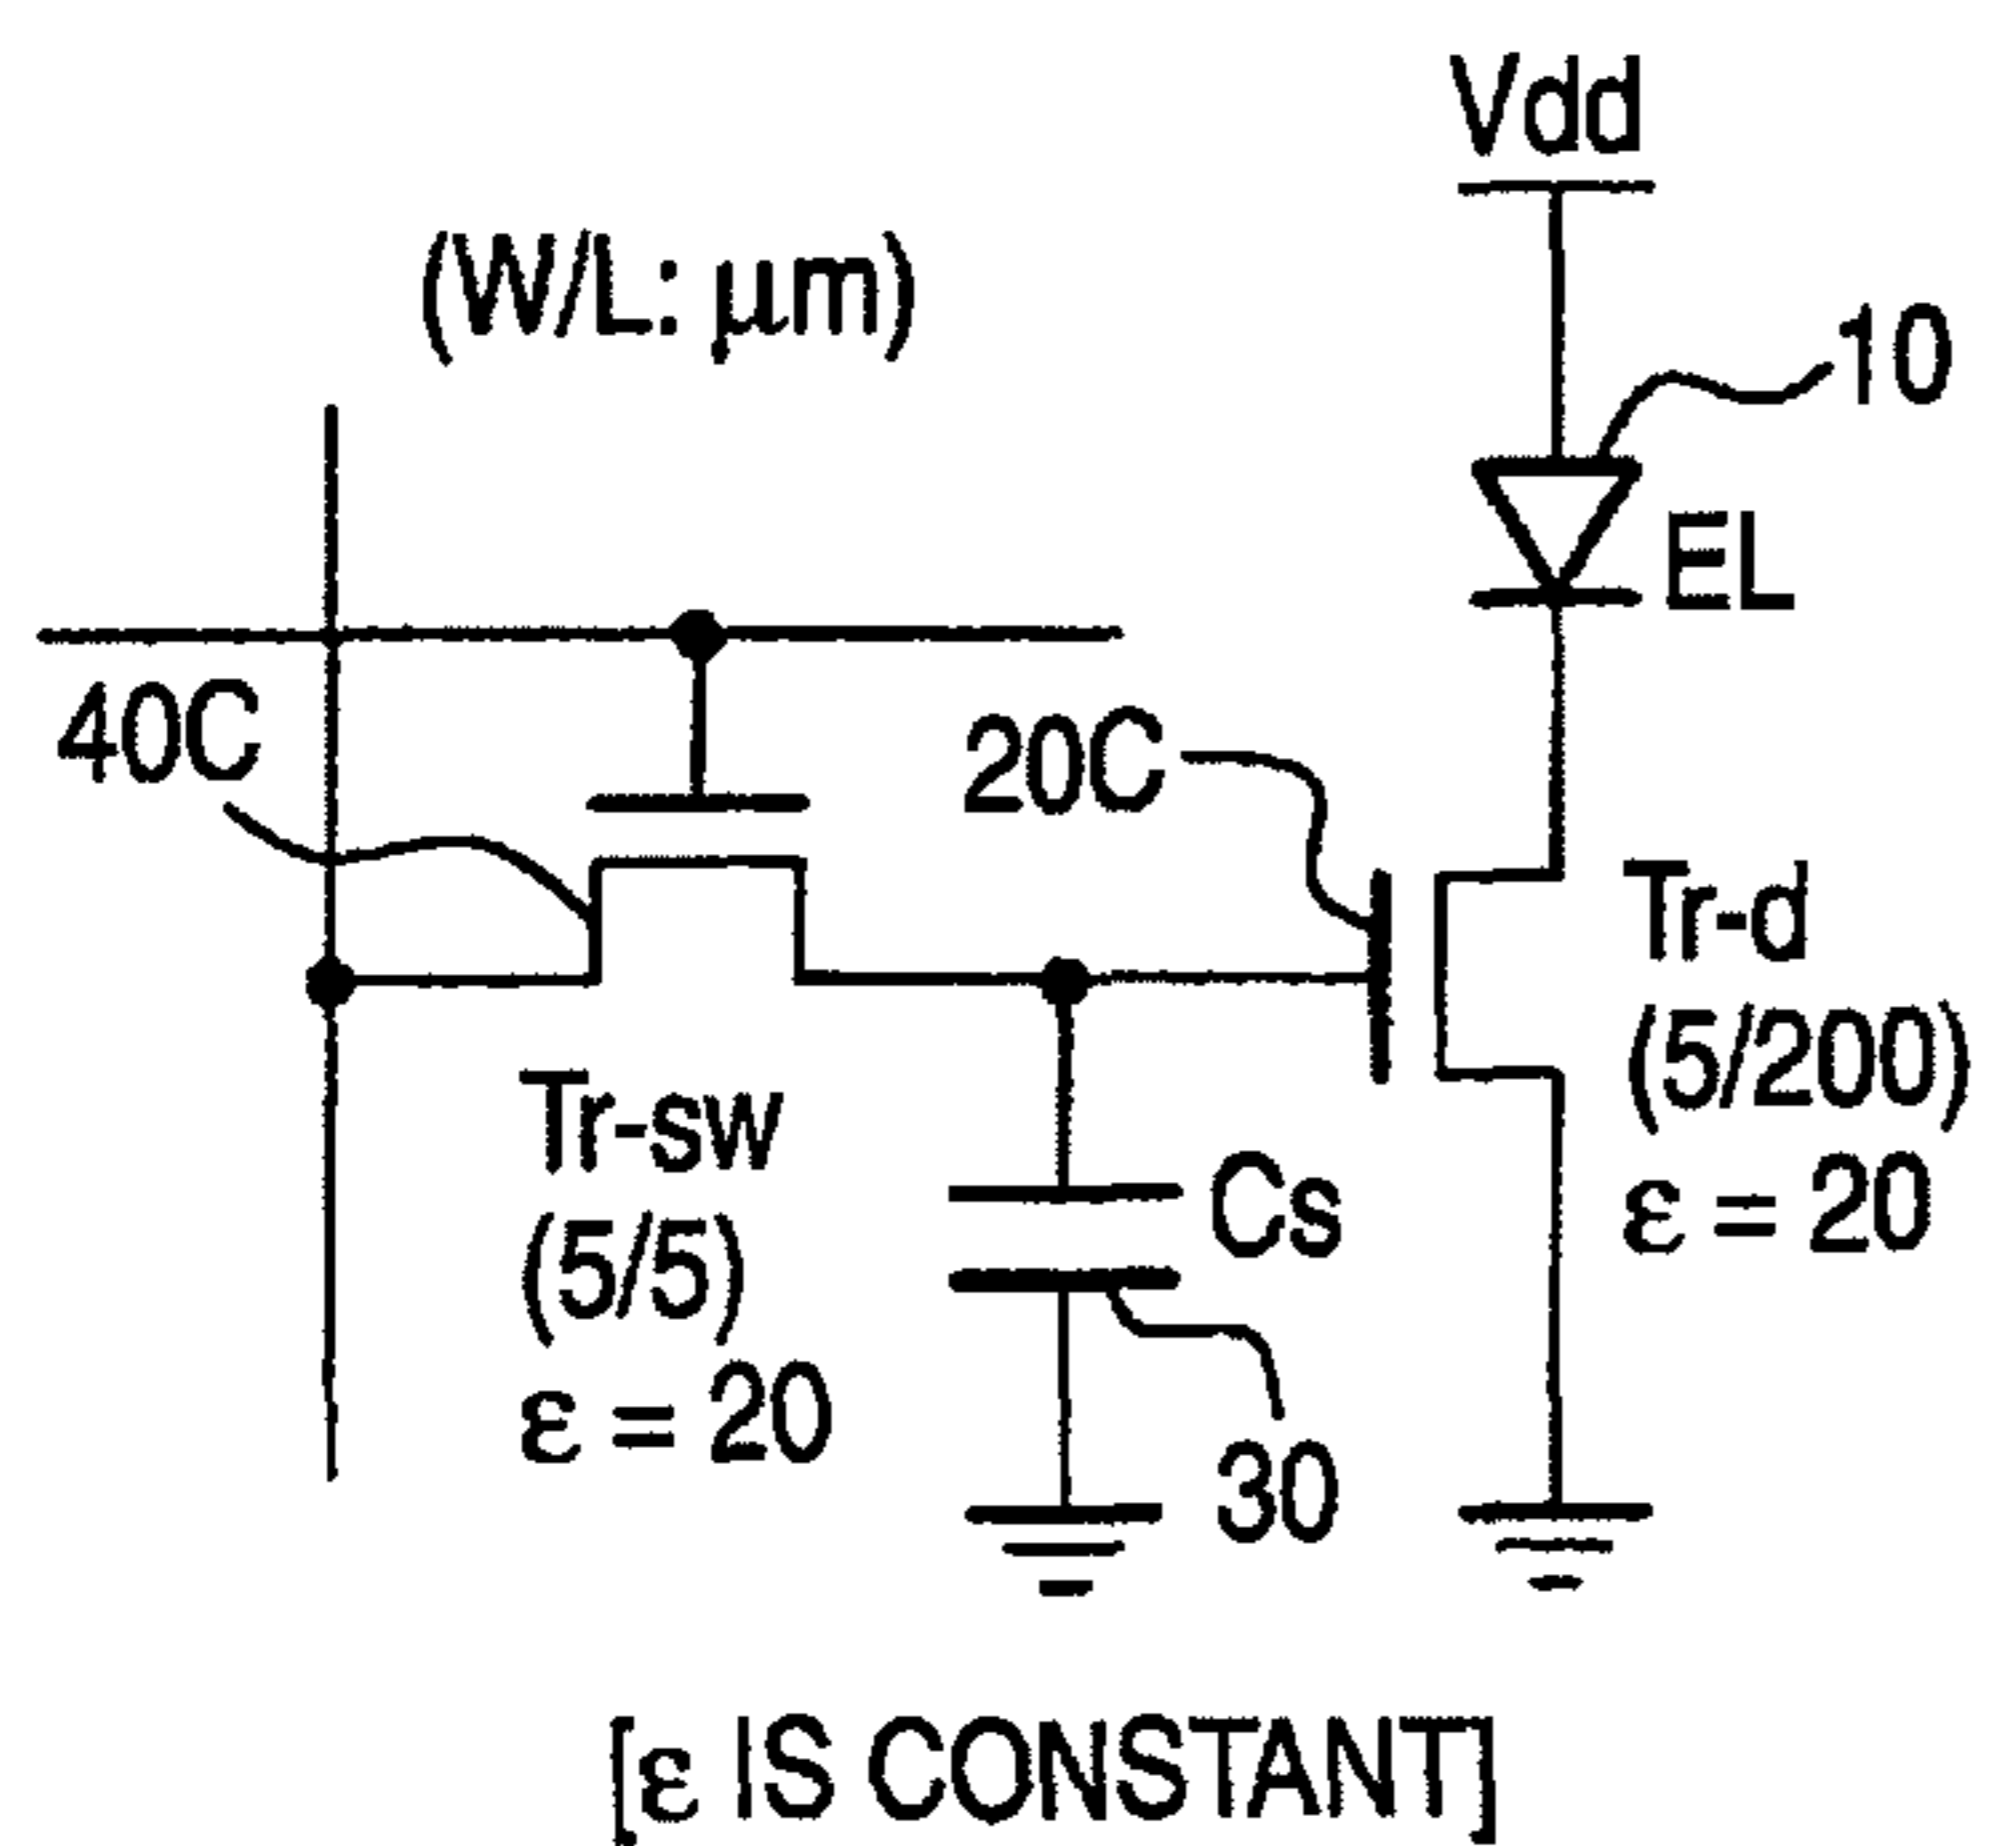 Vdd
(W/L: μm)
10
EL
40C
20C
Tr-d
(5/200)
ε = 20
Tr-sw
(5/5)
ε = 20
Cs
30
[ε IS CONSTANT]